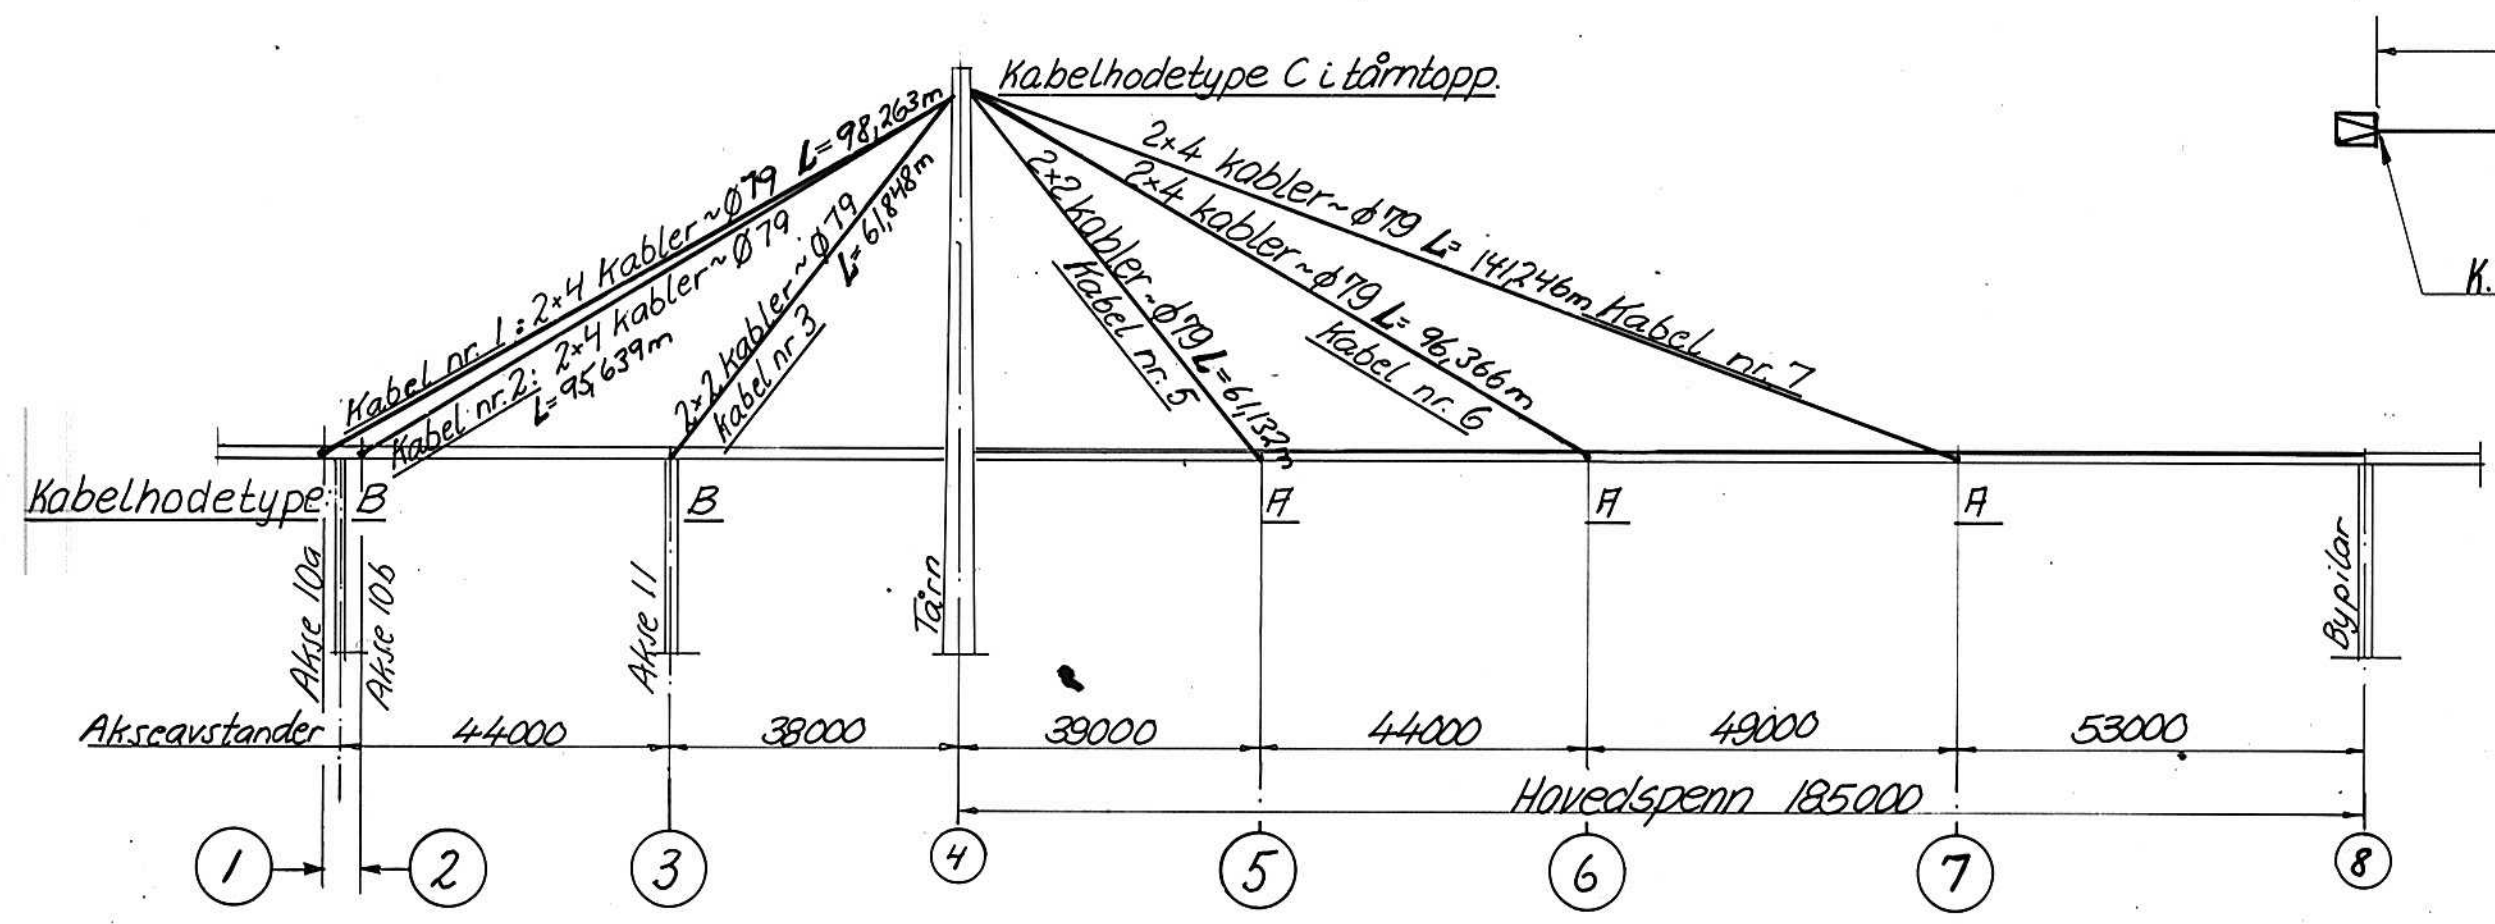 Kabelhodetype C i tårntopp.
Kabel nr. 1: 2×4 kabler ~ Ø79 L= 98,263m
Kabel nr. 2: 2×4 kabler ~ Ø79
L= 95,639m
2×2 kabler ~ Ø79
L= 61,848m
Kabel nr 3
2×2 kabler ~ Ø79 L= 61,132m
Kabel nr. 5
2×4 kabler ~ Ø79 L= 96,366m
Kabel nr. 6
2×4 kabler ~ Ø79 L= 141,246m Kabel nr. 7
K.
Kabelhodetype: B B A A A
Akse 10a
Akse 10b
Akse 11
Tårn
Bypilar
Akseavstander 44000 38000 39000 44000 49000 53000
Hovedspenn 185000
1 2 3 4 5 6 7 8